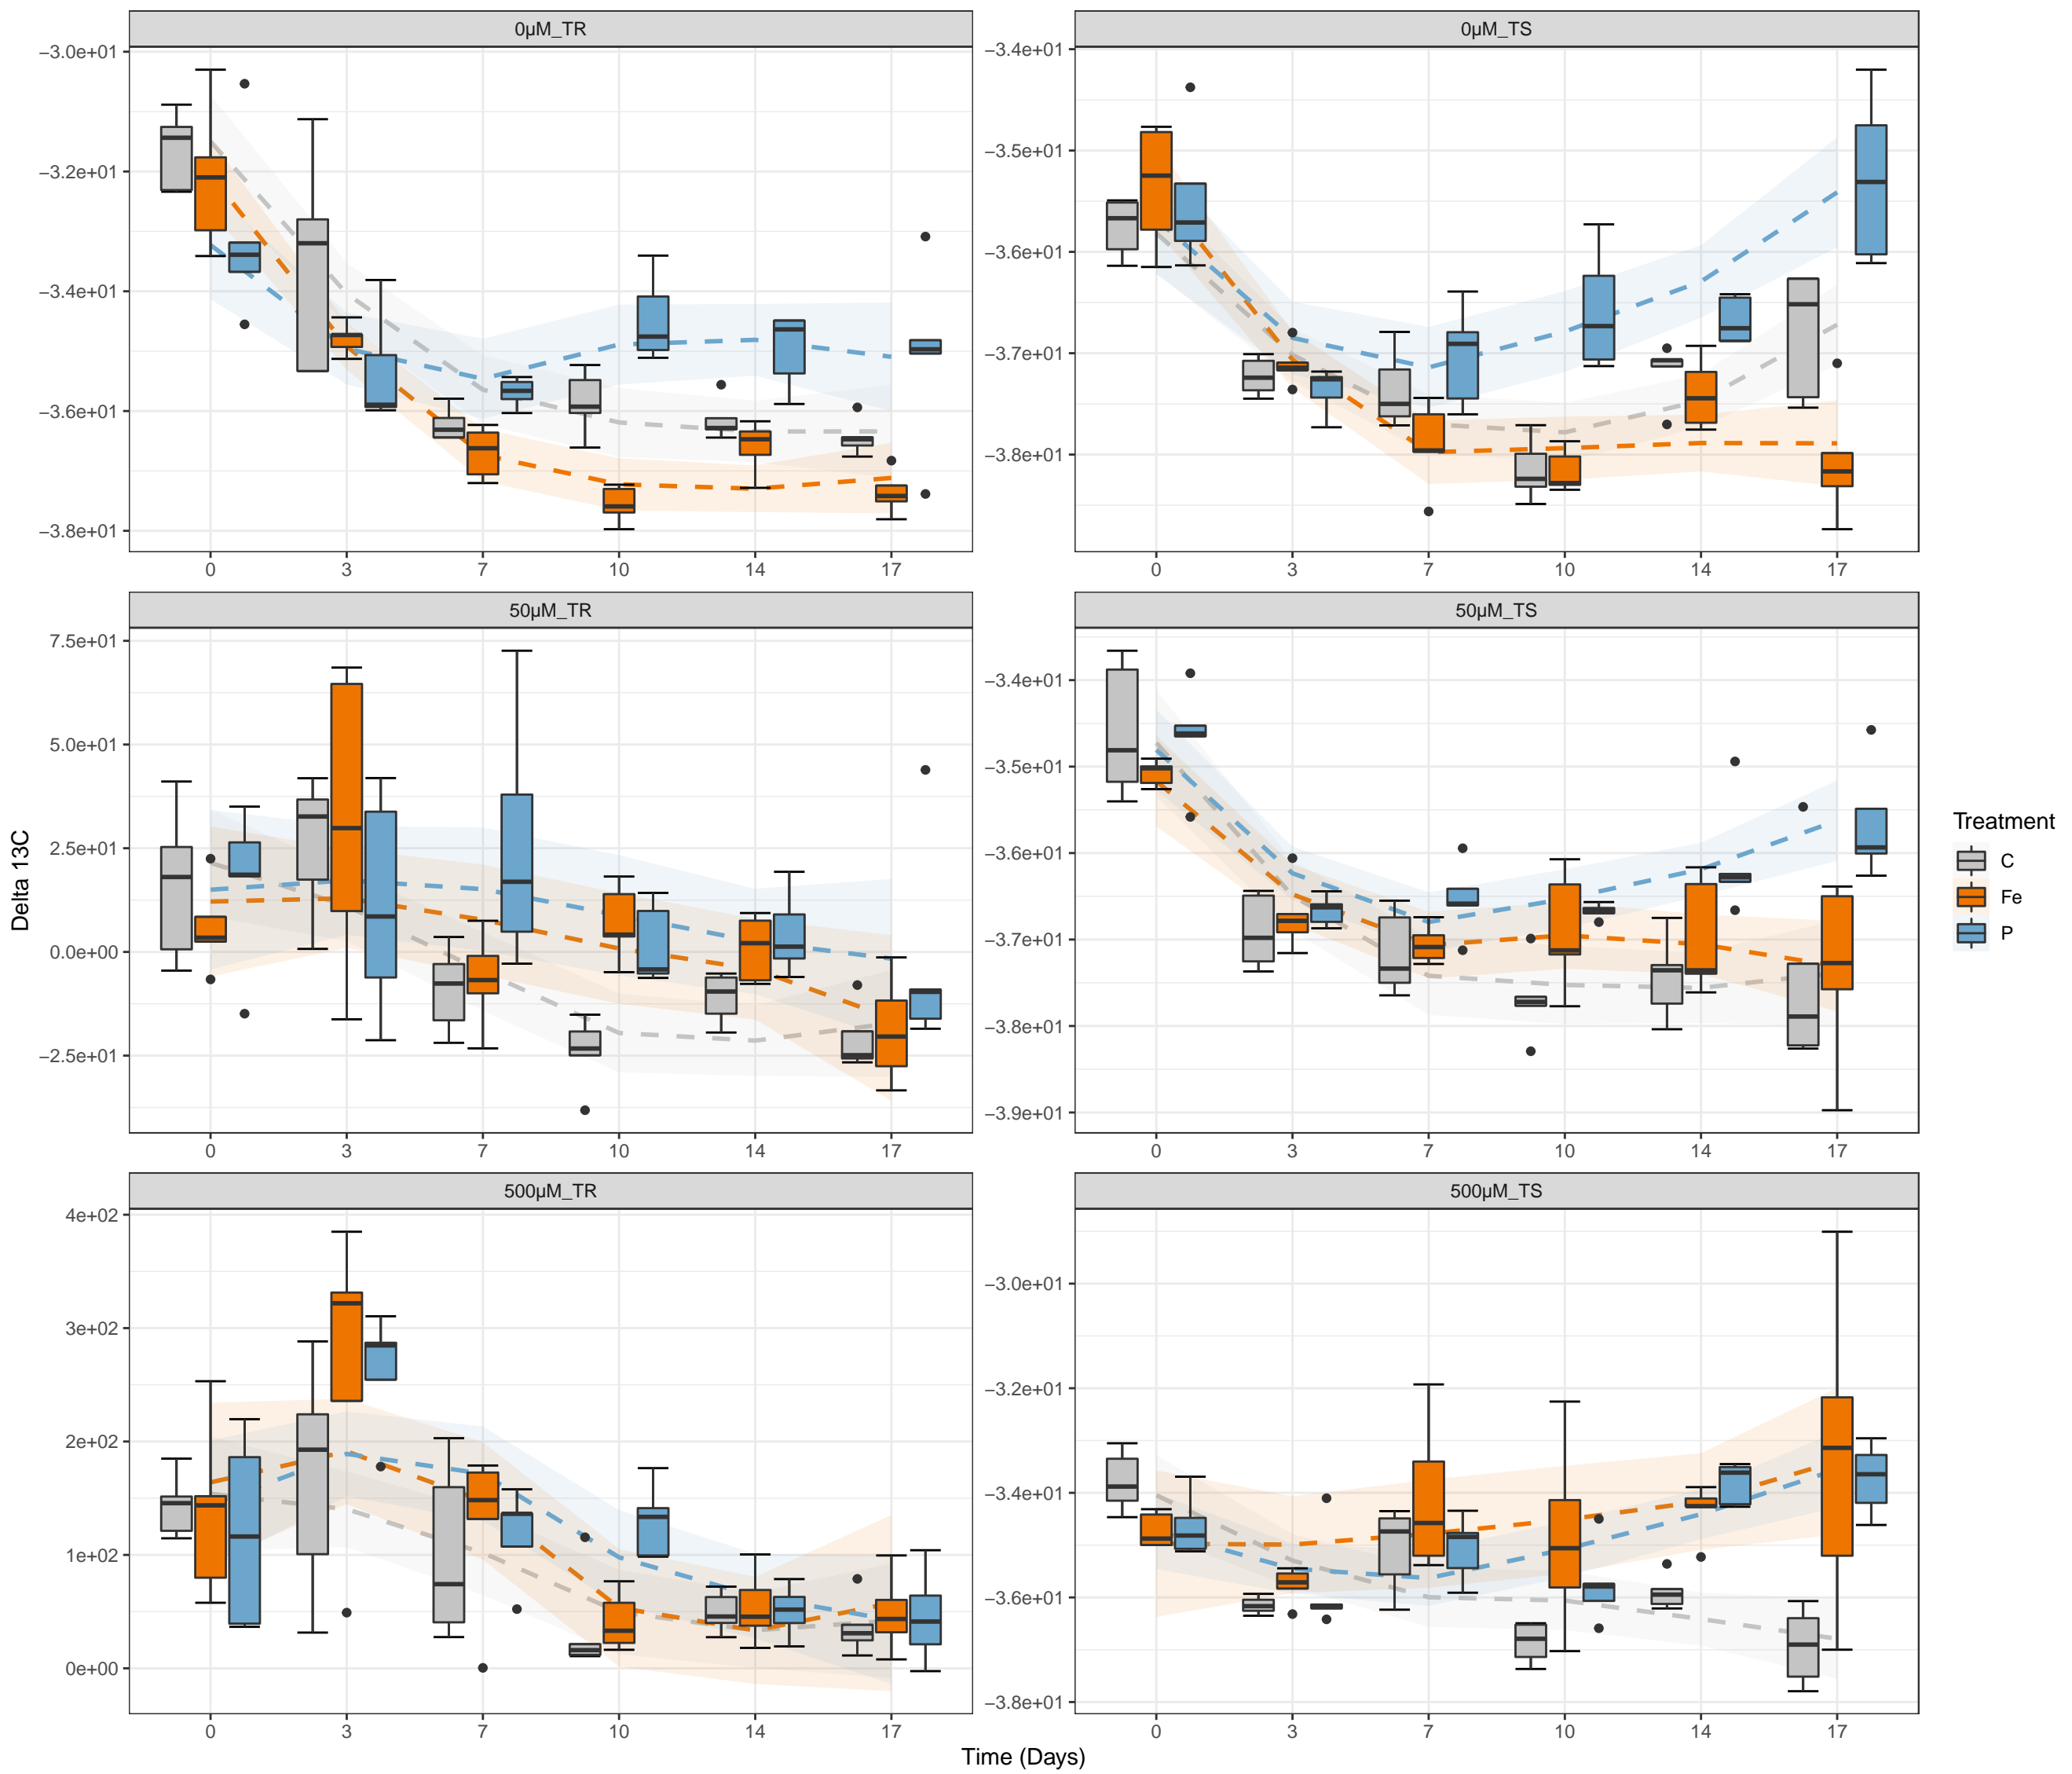 0µM_TR
−3.0e+01
−3.2e+01
−3.4e+01
−3.6e+01
−3.8e+01
0 3 7 10 14 17
0µM_TS
−3.4e+01
−3.5e+01
−3.6e+01
−3.7e+01
−3.8e+01
0 3 7 10 14 17
50µM_TR
7.5e+01
5.0e+01
2.5e+01
0.0e+00
−2.5e+01
0 3 7 10 14 17
50µM_TS
−3.4e+01
−3.5e+01
−3.6e+01
−3.7e+01
−3.8e+01
−3.9e+01
0 3 7 10 14 17
500µM_TR
4e+02
3e+02
2e+02
1e+02
0e+00
0 3 7 10 14 17
500µM_TS
−3.0e+01
−3.2e+01
−3.4e+01
−3.6e+01
−3.8e+01
0 3 7 10 14 17
Delta 13C
Time (Days)
Treatment
C
Fe
P